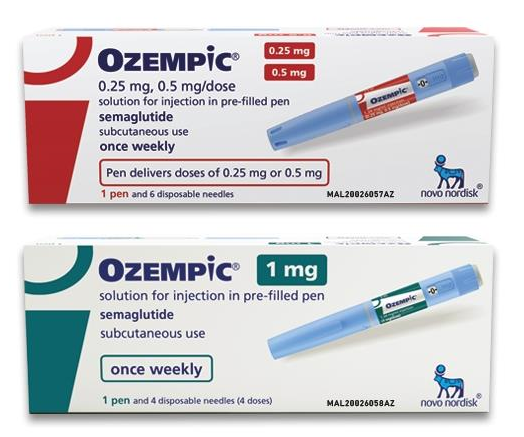 OZEMPIC®
0.25 mg
0.5 mg
0.25 mg, 0.5 mg/dose
solution for injection in pre-filled pen
semaglutide
subcutaneous use
once weekly
Pen delivers doses of 0.25 mg or 0.5 mg
1 pen and 6 disposable needles
OZEMPIC®
MAL20026057AZ
novo nordisk®
OZEMPIC®
1 mg
solution for injection in pre-filled pen
semaglutide
subcutaneous use
once weekly
1 pen and 4 disposable needles (4 doses)
OZEMPIC®
MAL20026058AZ
novo nordisk®